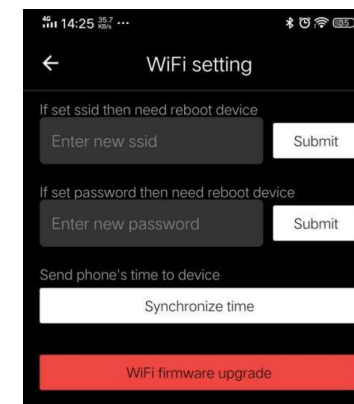 4G 14:25 35.7 KB/s ...
WiFi setting
If set ssid then need reboot device
Enter new ssid
Submit
If set password then need reboot device
Enter new password
Submit
Send phone's time to device
Synchronize time
WiFi firmware upgrade